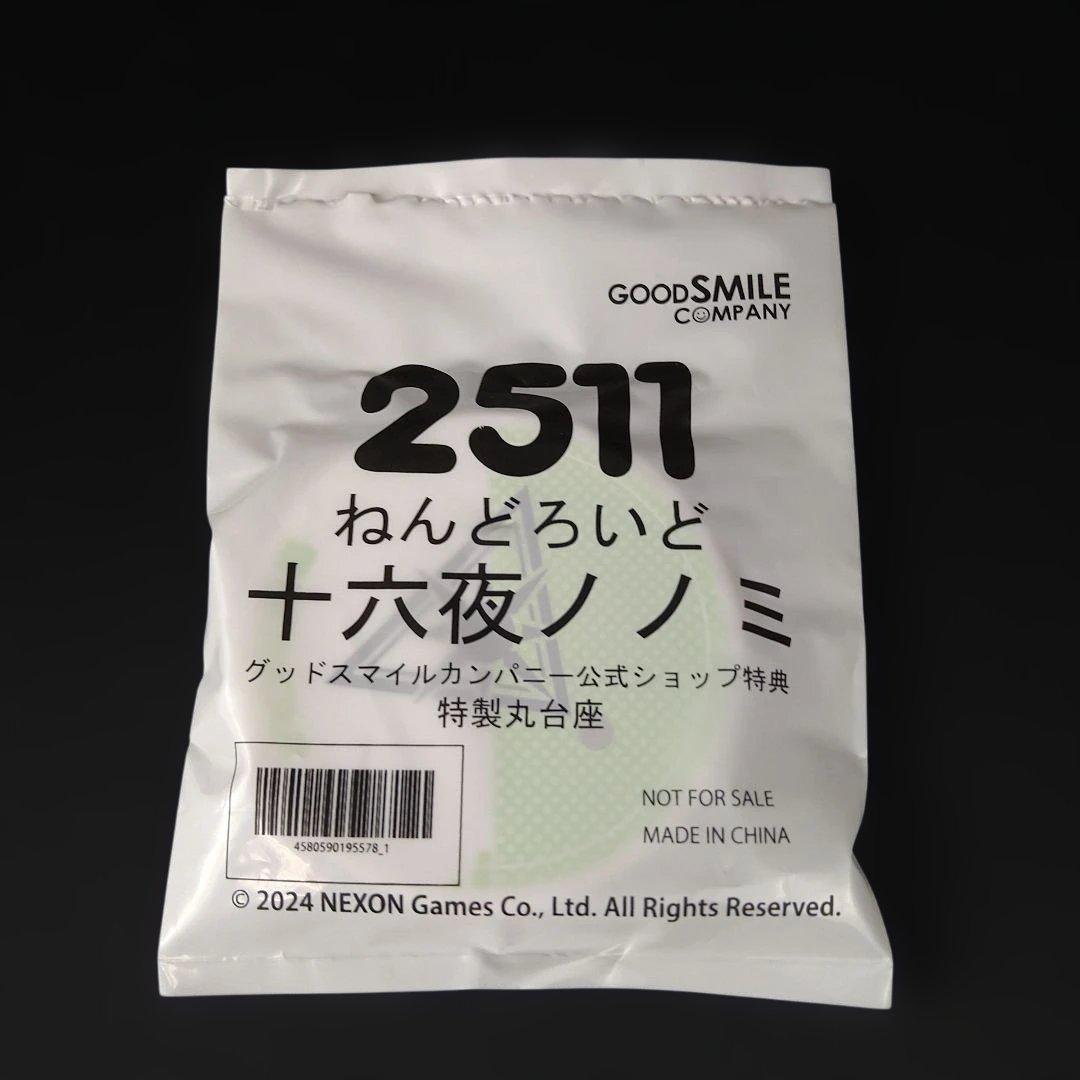 GOODSMILE
COMPANY
2511
ねんどろいど
十六夜ノノミ
グッドスマイルカンパニー公式ショップ特典
特製丸台座
4580590195578_1
NOT FOR SALE
MADE IN CHINA
© 2024 NEXON Games Co., Ltd. All Rights Reserved.